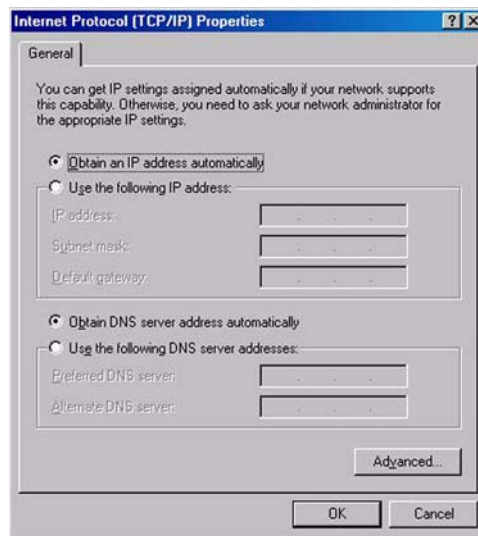 Internet Protocol (TCP/IP) Properties
General
You can get IP settings assigned automatically if your network supports
this capability. Otherwise, you need to ask your network administrator for
the appropriate IP settings.
Obtain an IP address automatically
Use the following IP address:
IP address:
Subnet mask:
Default gateway:
Obtain DNS server address automatically
Use the following DNS server addresses:
Preferred DNS server:
Alternate DNS server:
Advanced...
OK Cancel